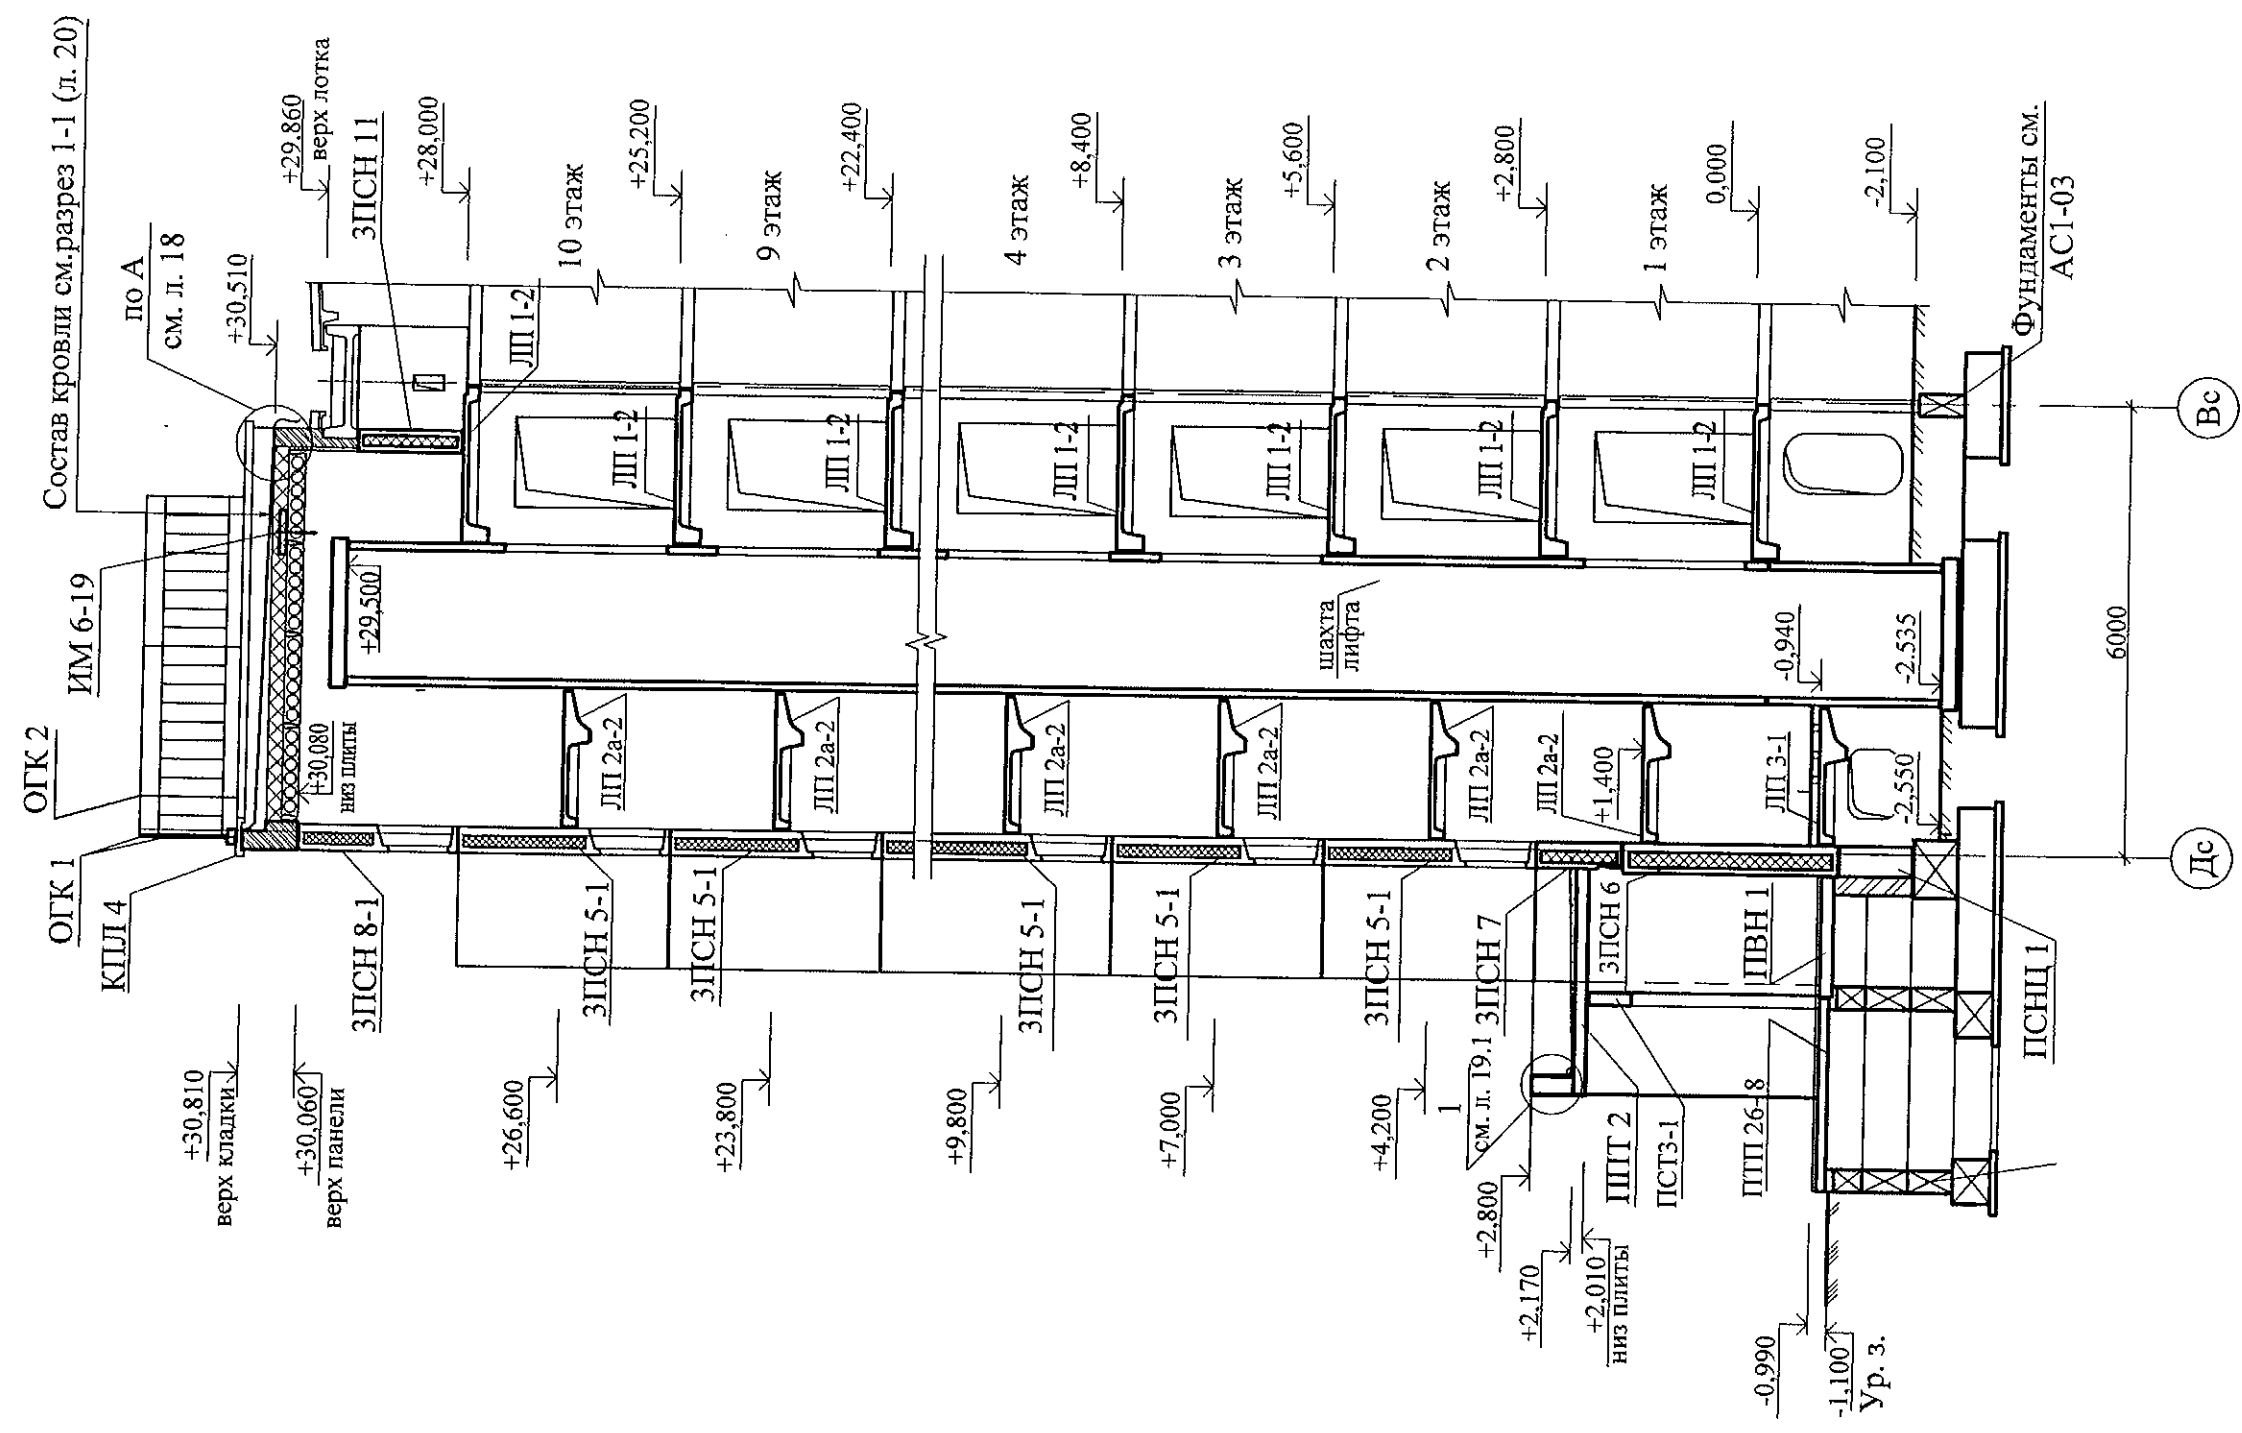 Состав кровли см.разрез 1-1 (л. 20)
по А
см. л. 18
+30,510
+29.860
верх лотка
3ПСН 11
+28,000
10 этаж
ЛП 1-2
+25,200
9 этаж
ЛП 1-2
+22,400
ЛП 1-2
4 этаж
+8,400
ЛП 1-2
3 этаж
+5,600
ЛП 1-2
2 этаж
+2,800
ЛП 1-2
1 этаж
0,000
ЛП 1-2
-2,100
Фундаменты см.
АС1-03
Вс
ИМ 6-19
+29,500
шахта
лифта
-0,940
-2.535
6000
ОГК 2
+30,080
низ плиты
ЛП 2а-2
ЛП 2а-2
ЛП 2а-2
ЛП 2а-2
ЛП 2а-2
ЛП 2а-2
+1,400
ЛП 3-1
-2,550
Дс
ОГК 1
КПЛ 4
3ПСН 8-1
3ПСН 5-1
3ПСН 5-1
3ПСН 5-1
3ПСН 5-1
3ПСН 5-1
3ПСН 7
3ПСН 6
ПВН 1
ПСНЦ 1
+30,810
верх кладки
+30,060
верх панели
+26,600
+23,800
+9,800
+7,000
+4,200
1
см. л. 19.1
+2,800
+2,170
+2,010
низ плиты
ППТ 2
ПСТ3-1
ПТП 26-8
-0,990
-1,100
Ур. з.